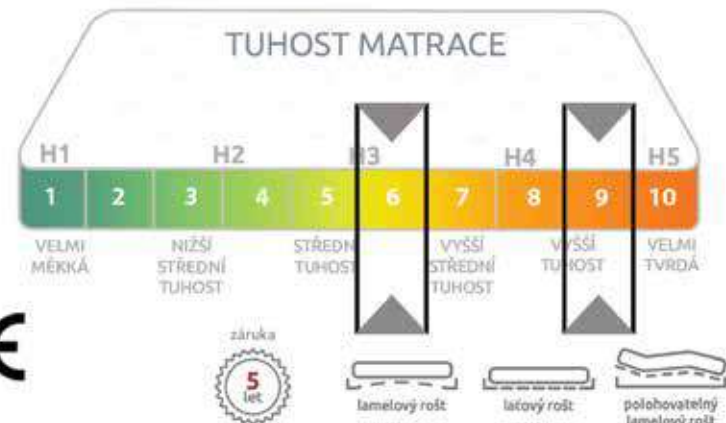 TUHOST MATRACE
H1 H2 H3 H4 H5
1 2 3 4 5 6 7 8 9 10
VELMI
MĚKKÁ
NIŽŠÍ
STŘEDNÍ
TUHOST
STŘEDNÍ
TUHOST
VYŠŠÍ
STŘEDNÍ
TUHOST
VYŠŠÍ
TUHOST
VELMI
TVRDÁ
záruka
5
let
lamelový rošt
laťový rošt
polohovatelný
lamelový rošt